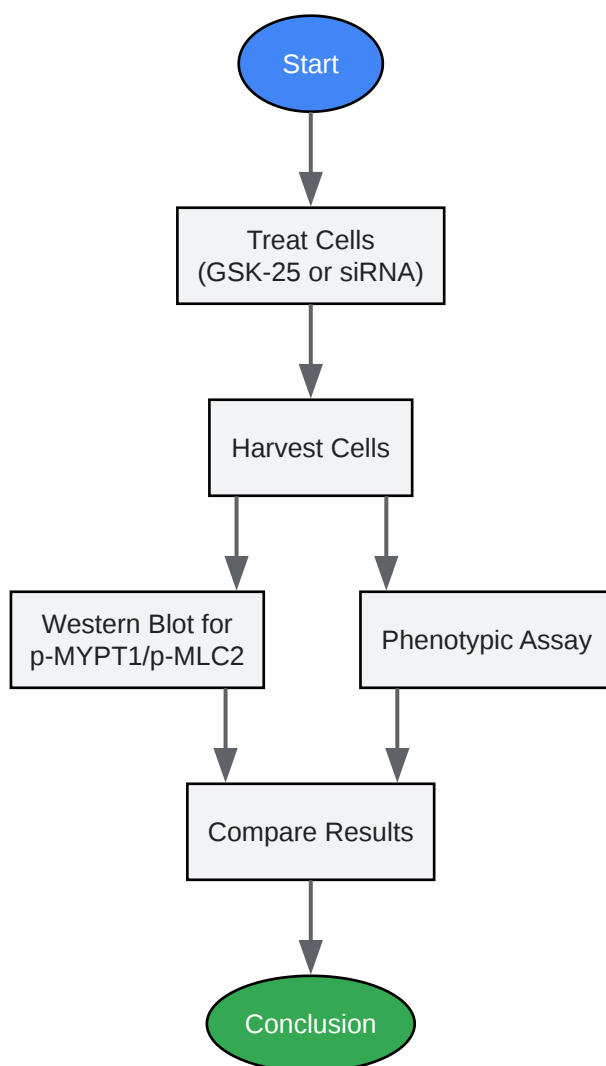 Start
Treat Cells
(GSK-25 or siRNA)
Harvest Cells
Western Blot for
p-MYPT1/p-MLC2
Phenotypic Assay
Compare Results
Conclusion